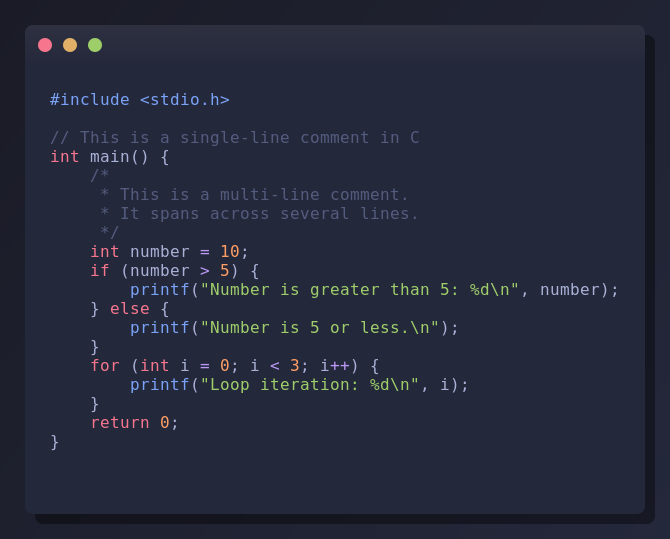 #include <stdio.h>

// This is a single-line comment in C
int main() {
    /*
     * This is a multi-line comment.
     * It spans across several lines.
     */
    int number = 10;
    if (number > 5) {
        printf("Number is greater than 5: %d\n", number);
    } else {
        printf("Number is 5 or less.\n");
    }
    for (int i = 0; i < 3; i++) {
        printf("Loop iteration: %d\n", i);
    }
    return 0;
}